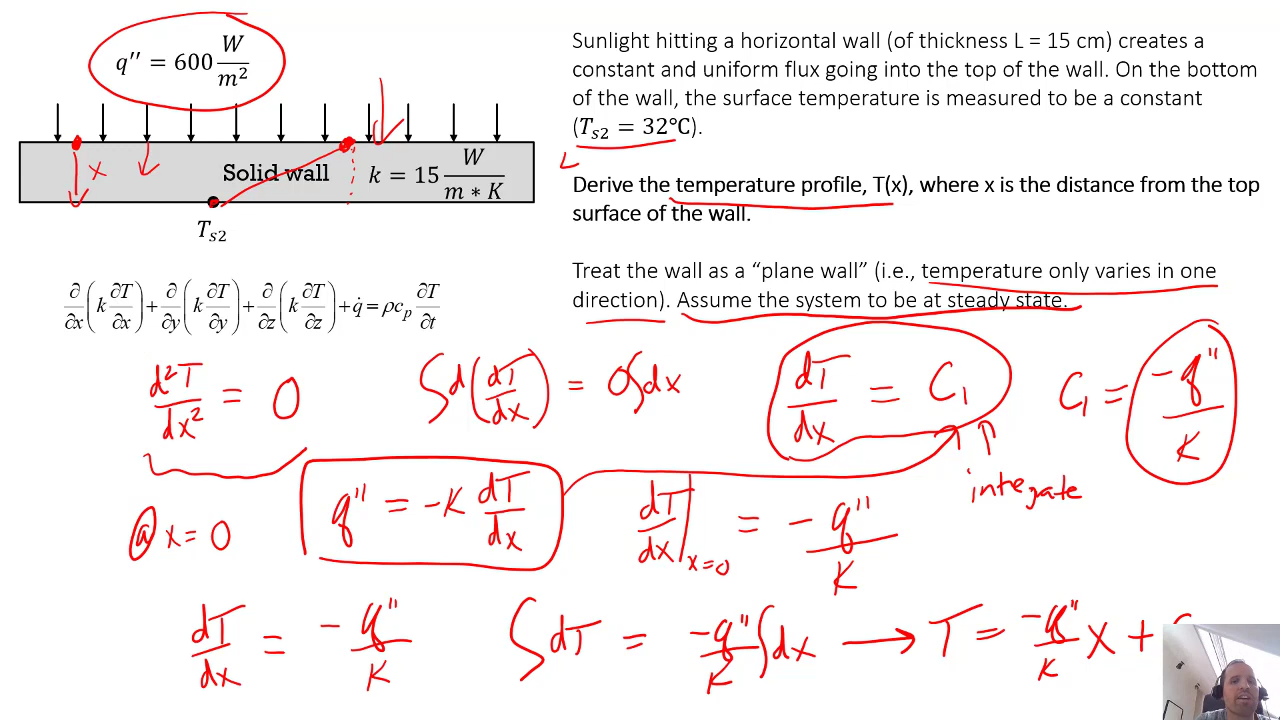 q'' = 600 W/m²
Solid wall
k = 15 W/(m * K)
T_{s2}
Sunlight hitting a horizontal wall (of thickness L = 15 cm) creates a
constant and uniform flux going into the top of the wall. On the bottom
of the wall, the surface temperature is measured to be a constant
(T_{s2} = 32℃).
Derive the temperature profile, T(x), where x is the distance from the top
surface of the wall.
Treat the wall as a “plane wall” (i.e., temperature only varies in one
direction). Assume the system to be at steady state.
x
∂/∂x (k ∂T/∂x) + ∂/∂y (k ∂T/∂y) + ∂/∂z (k ∂T/∂z) + q̇ = ρc_p ∂T/∂t
d²T/dx² = 0
∫d(dT/dx) = 0∫dx
dT/dx = C₁
C₁ = -q''/K
integrate
@ x = 0
q'' = -K dT/dx
dT/dx|_{x=0} = -q''/K
dT/dx = -q''/K
∫dT = -q''/K ∫dx → T = -q''/K x +